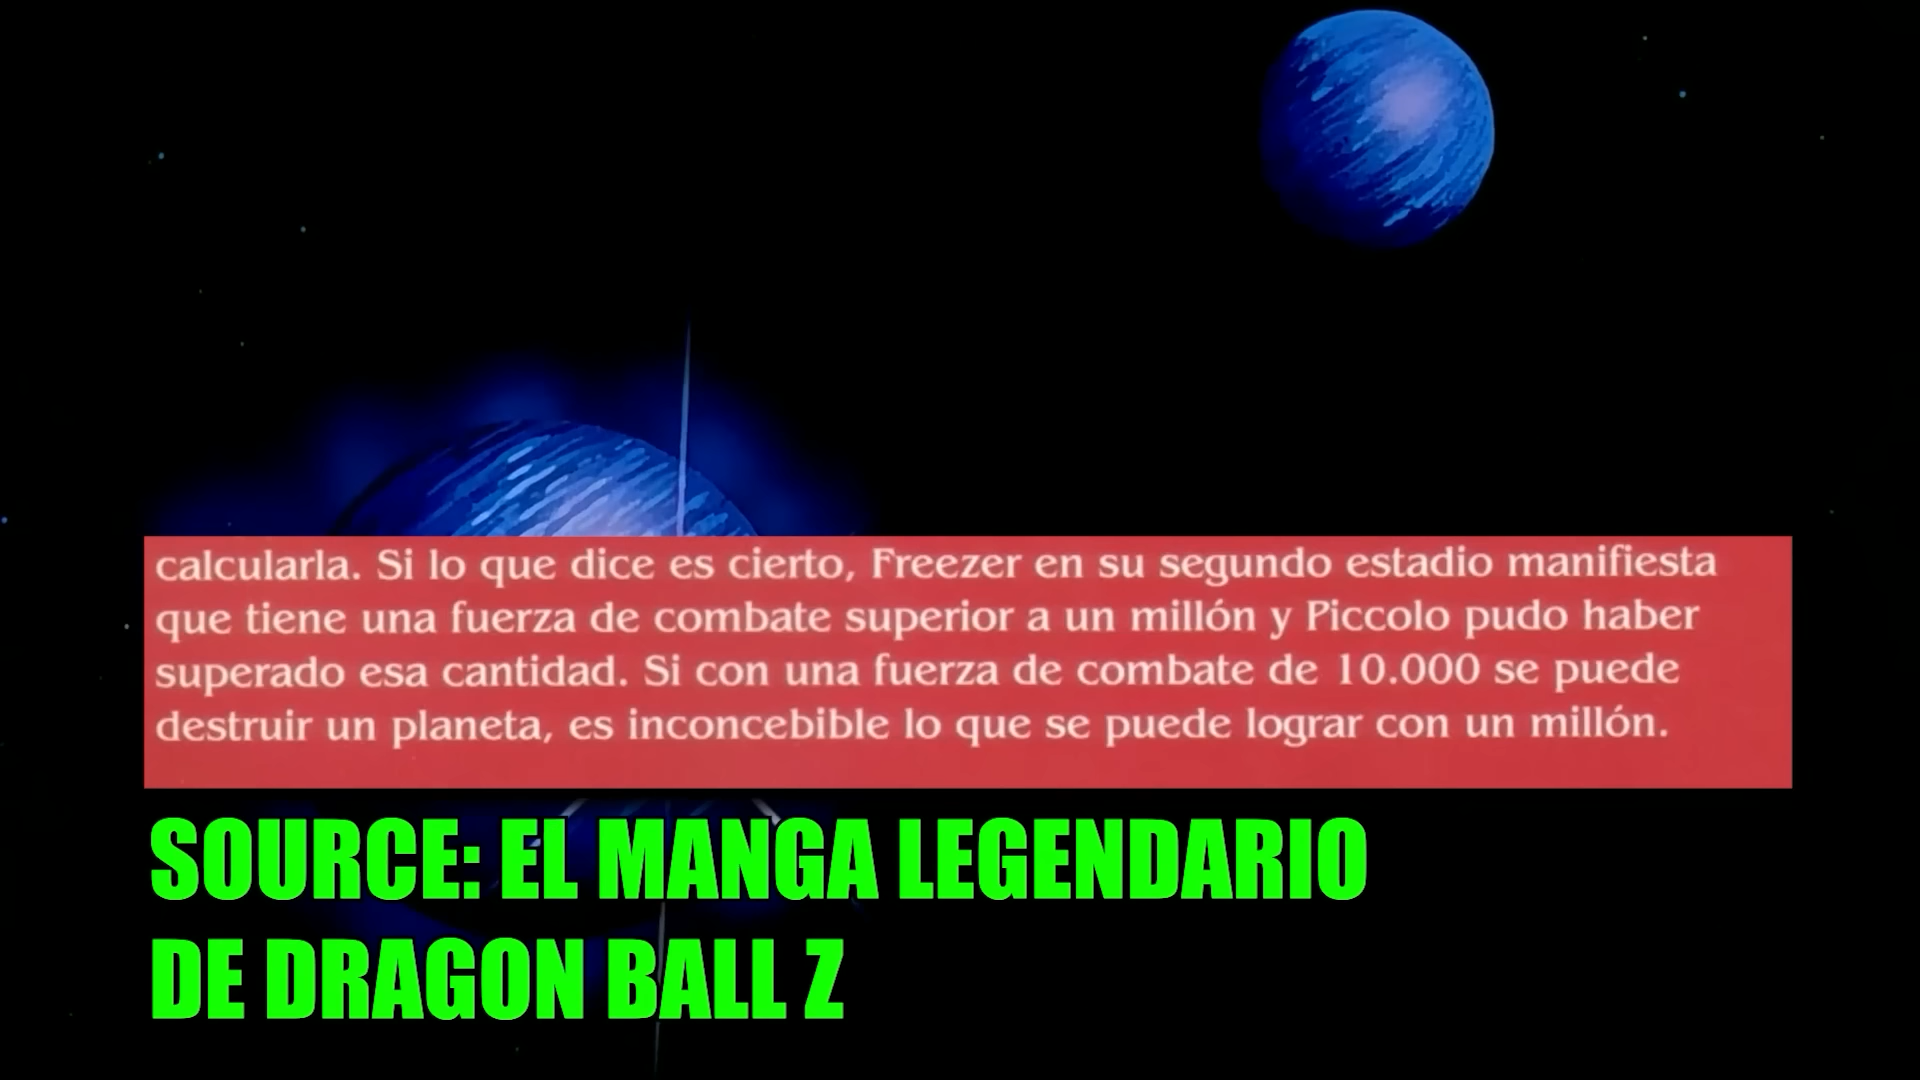 calcularla. Si lo que dice es cierto, Freezer en su segundo estadio manifiesta
que tiene una fuerza de combate superior a un millón y Piccolo pudo haber
superado esa cantidad. Si con una fuerza de combate de 10.000 se puede
destruir un planeta, es inconcebible lo que se puede lograr con un millón.
SOURCE: EL MANGA LEGENDARIO
DE DRAGON BALL Z